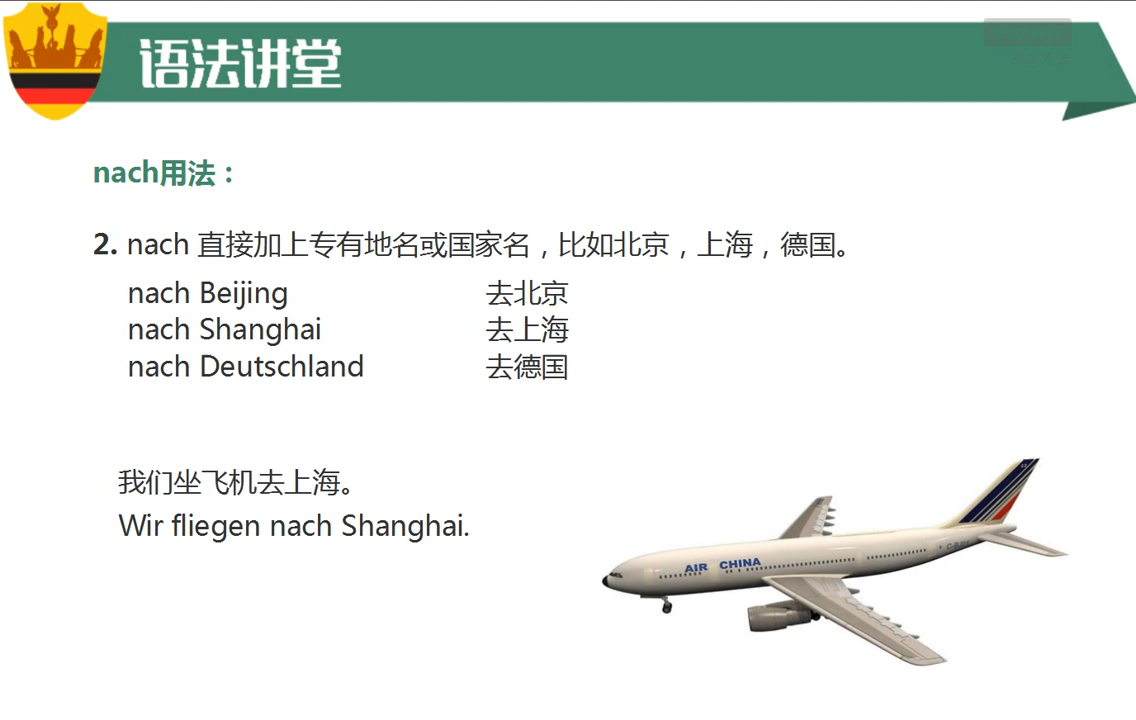 语法讲堂
nach用法：
2. nach 直接加上专有地名或国家名，比如北京，上海，德国。
nach Beijing 去北京
nach Shanghai 去上海
nach Deutschland 去德国
我们坐飞机去上海。
Wir fliegen nach Shanghai.
AIR CHINA